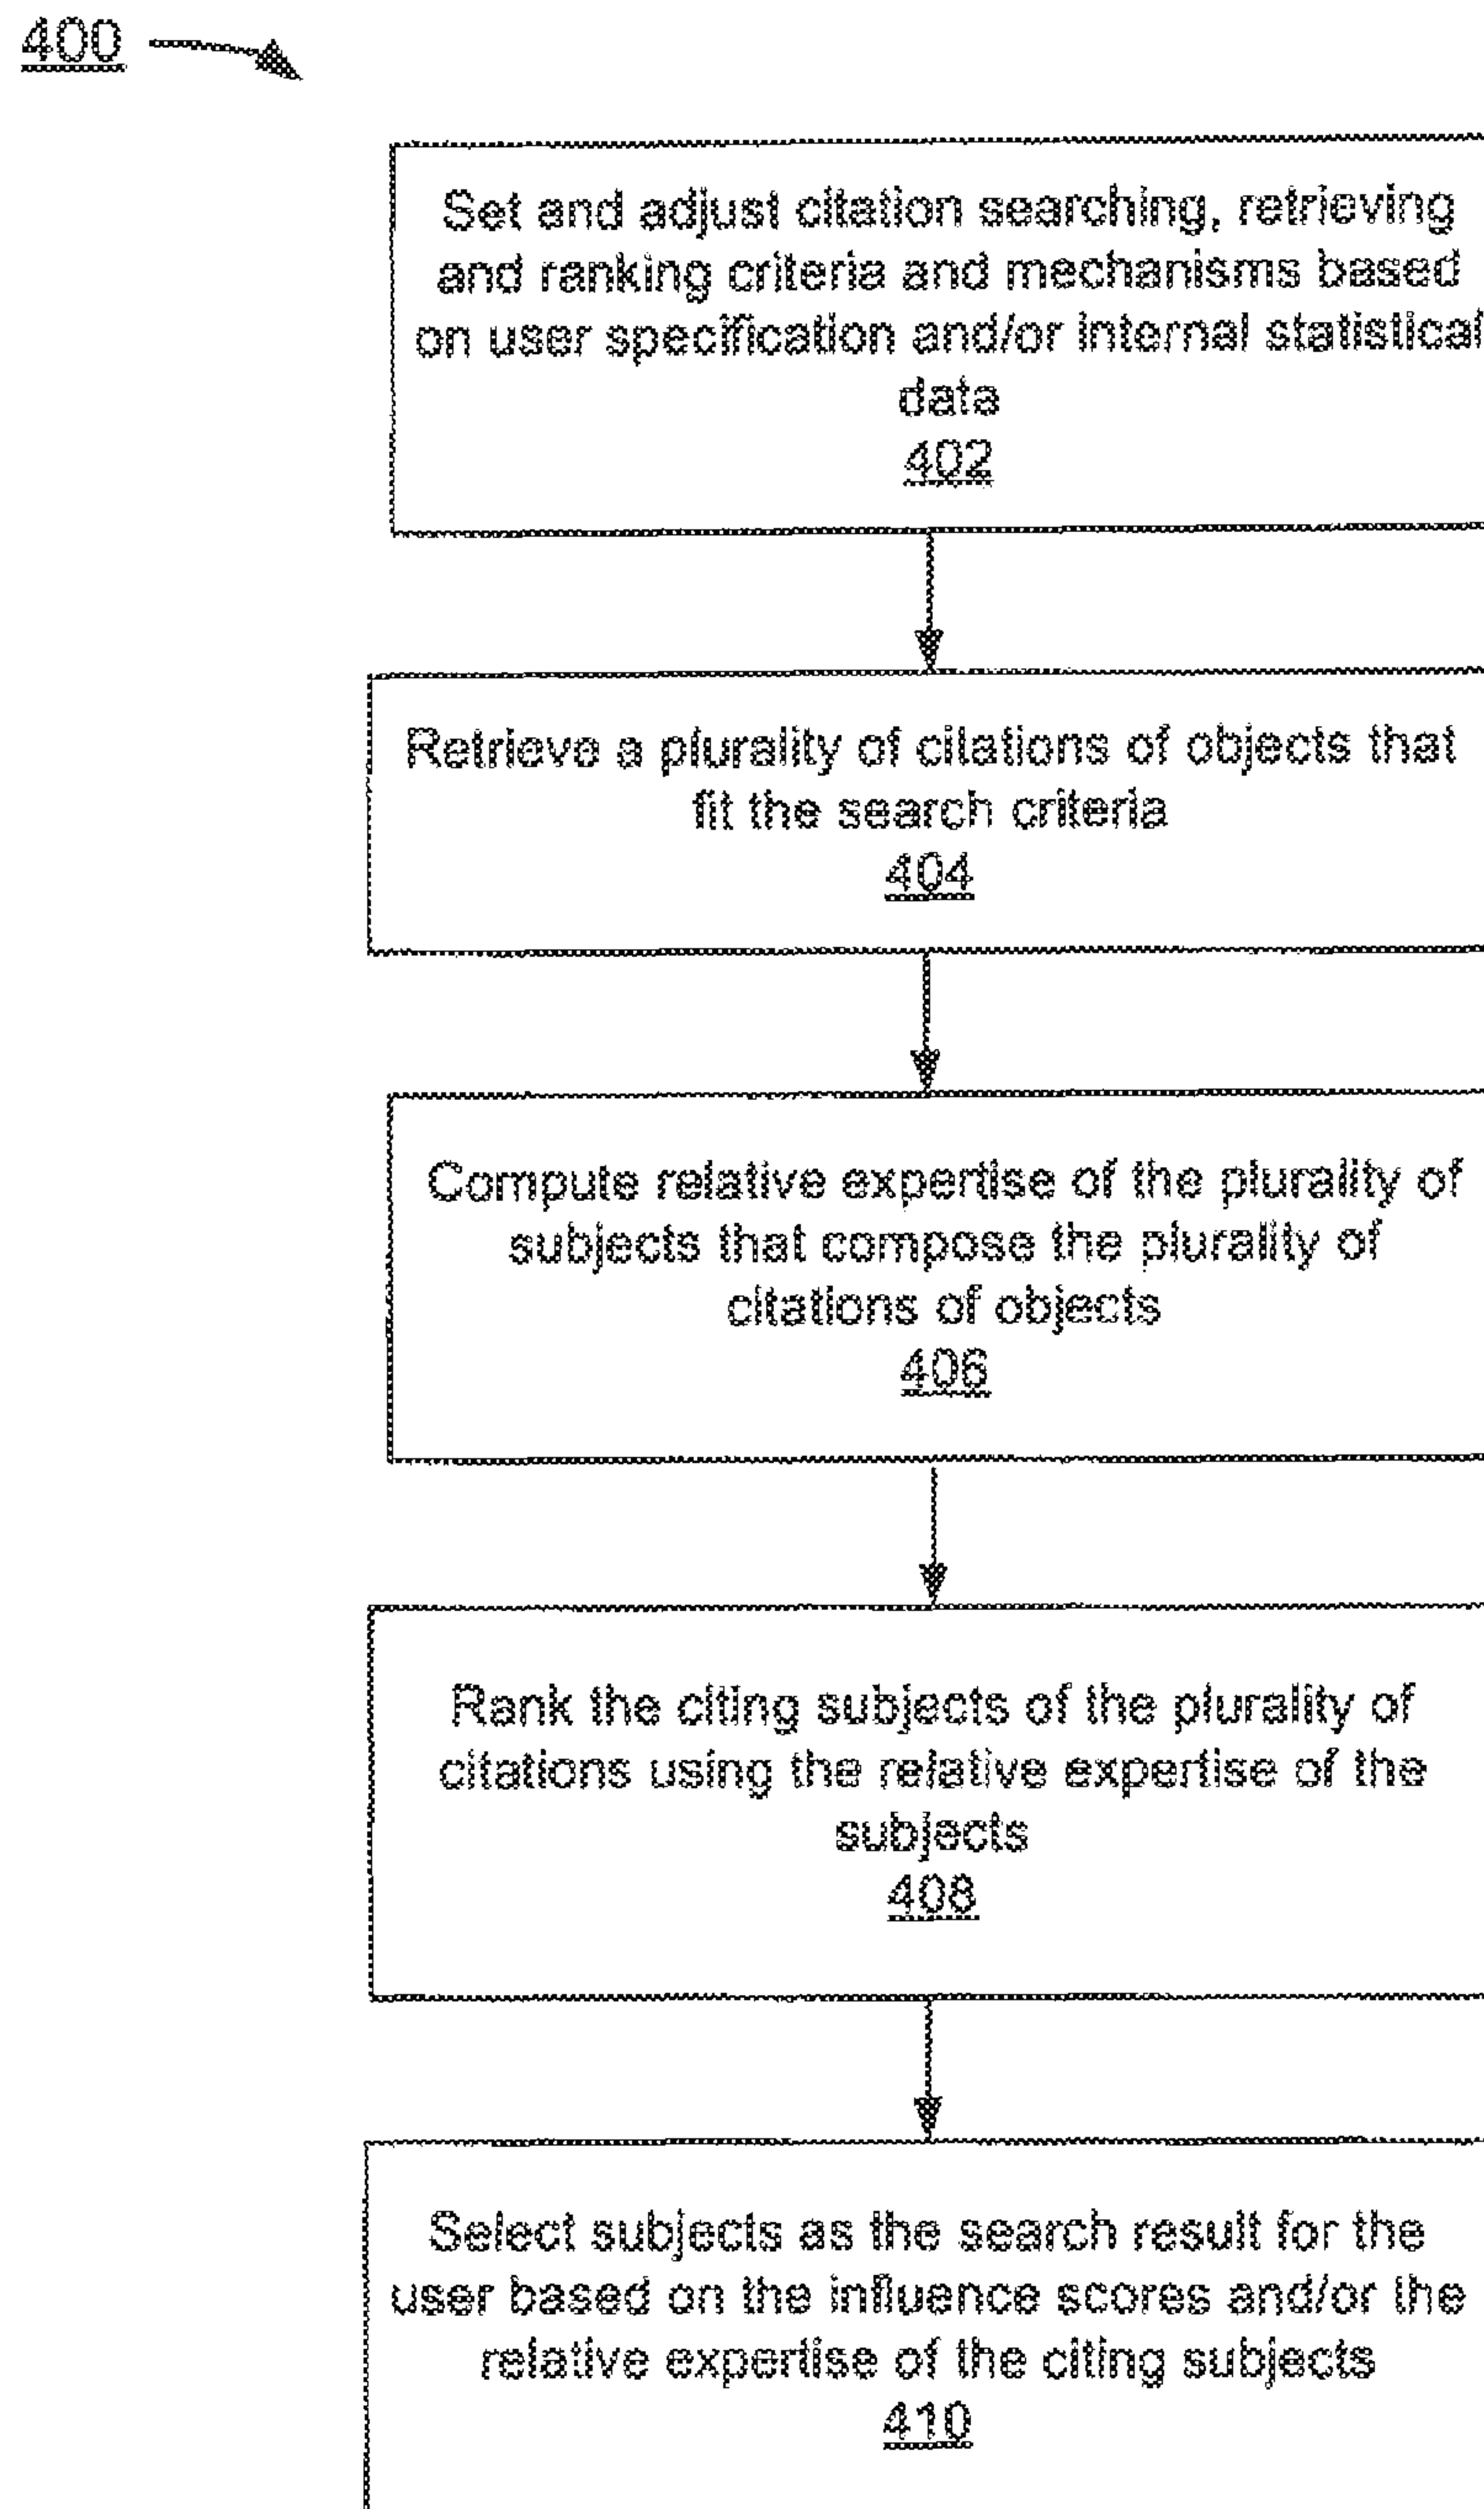 400
Set and adjust citation searching, retrieving
and ranking criteria and mechanisms based
on user specification and/or internal statistical
data
402
Retrieve a plurality of citations of objects that
fit the search criteria
404
Compute relative expertise of the plurality of
subjects that compose the plurality of
citations of objects
406
Rank the citing subjects of the plurality of
citations using the relative expertise of the
subjects
408
Select subjects as the search result for the
user based on the influence scores and/or the
relative expertise of the citing subjects
410